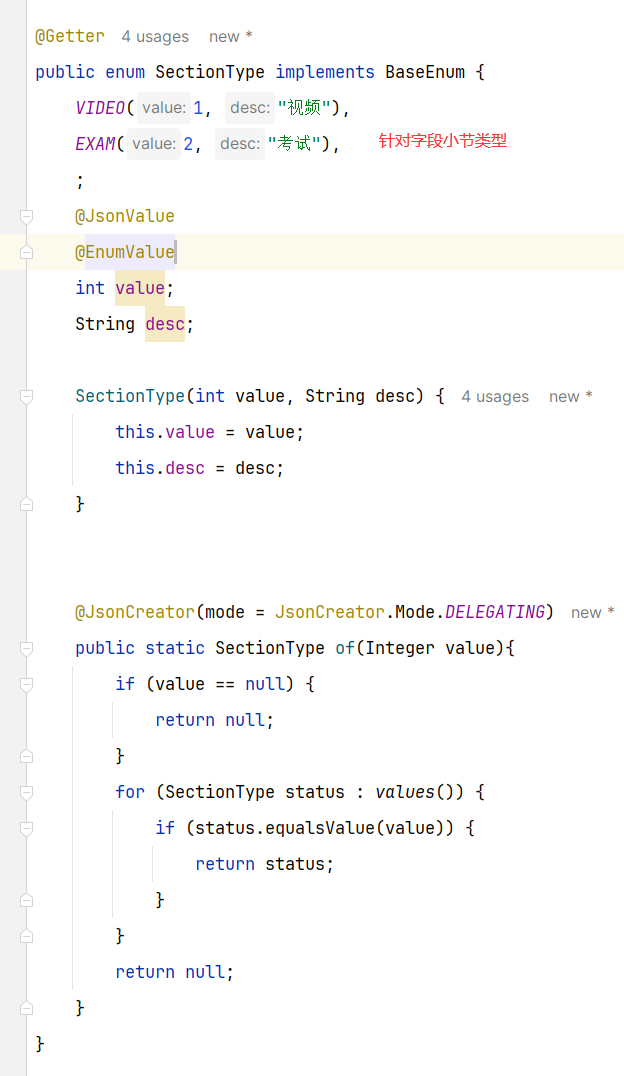 @Getter 4 usages new *
public enum SectionType implements BaseEnum {
    VIDEO( value: 1, desc: "视频"),
    EXAM( value: 2, desc: "考试"), 针对字段小节类型
    ;
    @JsonValue
    @EnumValue
    int value;
    String desc;
    SectionType(int value, String desc) { 4 usages new *
        this.value = value;
        this.desc = desc;
    }
    @JsonCreator(mode = JsonCreator.Mode.DELEGATING) new *
    public static SectionType of(Integer value){
        if (value == null) {
            return null;
        }
        for (SectionType status : values()) {
            if (status.equalsValue(value)) {
                return status;
            }
        }
        return null;
    }
}